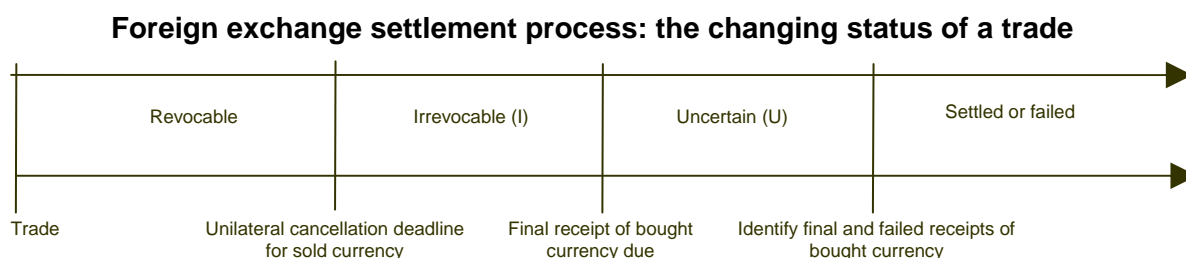 Foreign exchange settlement process: the changing status of a trade
Revocable
Irrevocable (I)
Uncertain (U)
Settled or failed
Trade
Unilateral cancellation deadline
for sold currency
Final receipt of bought
currency due
Identify final and failed receipts of
bought currency